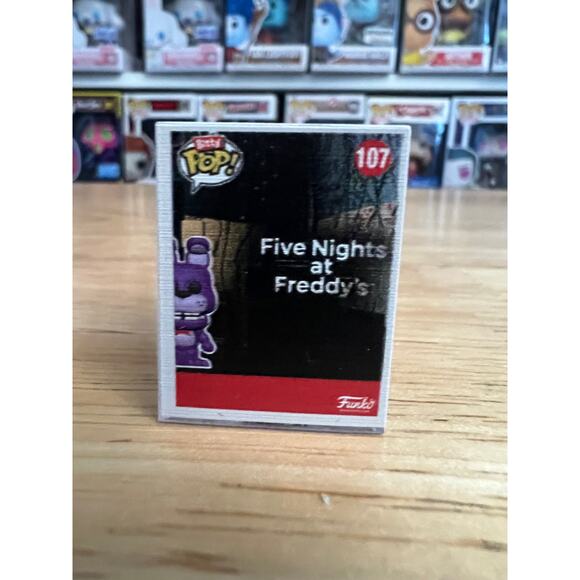 Bitty
POP!
107
Five Nights
at
Freddy's
Funko